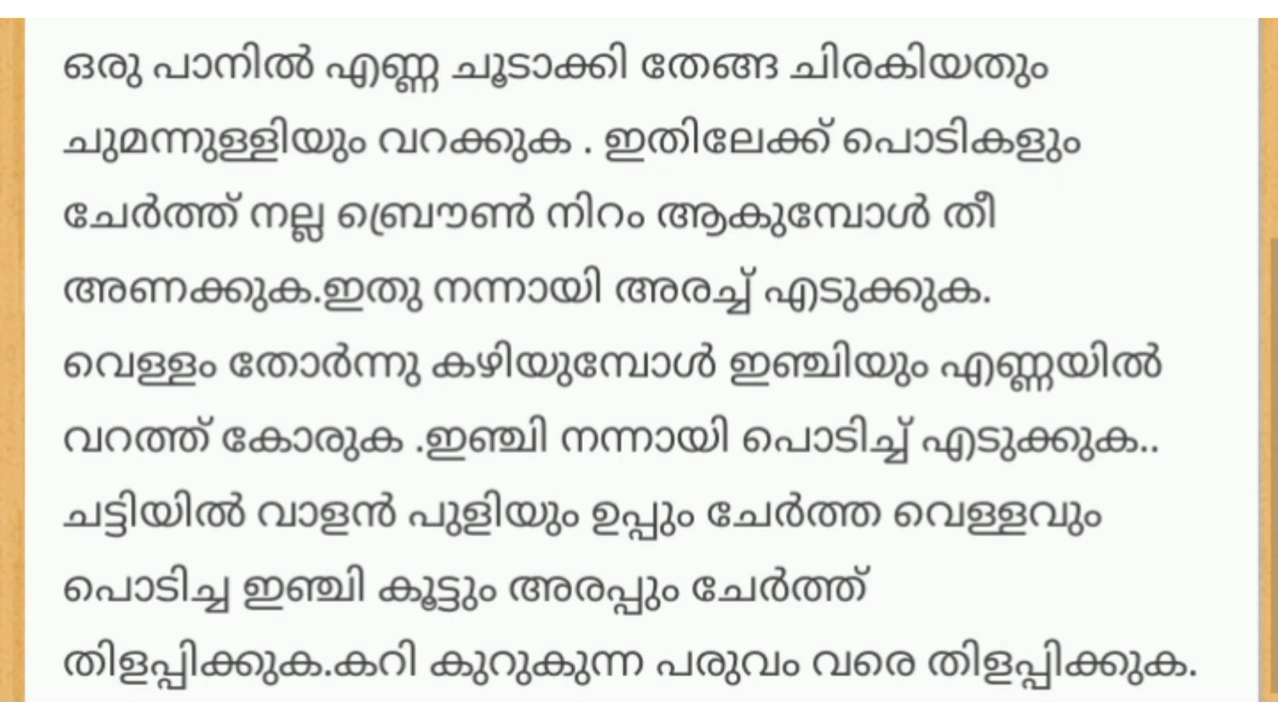 ഒരു പാനിൽ എണ്ണ ചൂടാക്കി തേങ്ങ ചിരകിയതും
ചുമന്നുള്ളിയും വറക്കുക . ഇതിലേക്ക് പൊടികളും
ചേർത്ത് നല്ല ബ്രൌൺ നിറം ആകുമ്പോൾ തീ
അണക്കുക.ഇതു നന്നായി അരച്ച് എടുക്കുക.
വെള്ളം തോർന്നു കഴിയുമ്പോൾ ഇഞ്ചിയും എണ്ണയിൽ
വറത്ത് കോരുക .ഇഞ്ചി നന്നായി പൊടിച്ച് എടുക്കുക..
ചട്ടിയിൽ വാളൻ പുളിയും ഉപ്പും ചേർത്ത വെള്ളവും
പൊടിച്ച ഇഞ്ചി കൂട്ടും അരപ്പും ചേർത്ത്
തിളപ്പിക്കുക.കറി കുറുകുന്ന പരുവം വരെ തിളപ്പിക്കുക.